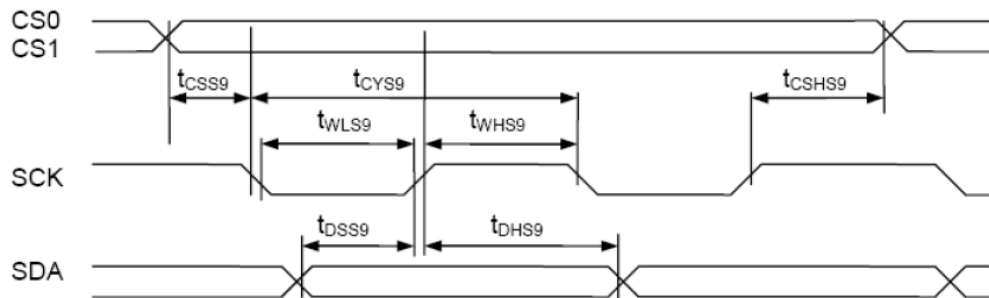 CS0
CS1
tCSS9 tCYS9 tCSHS9
tWLS9 tWHS9
SCK
tDSS9 tDHS9
SDA